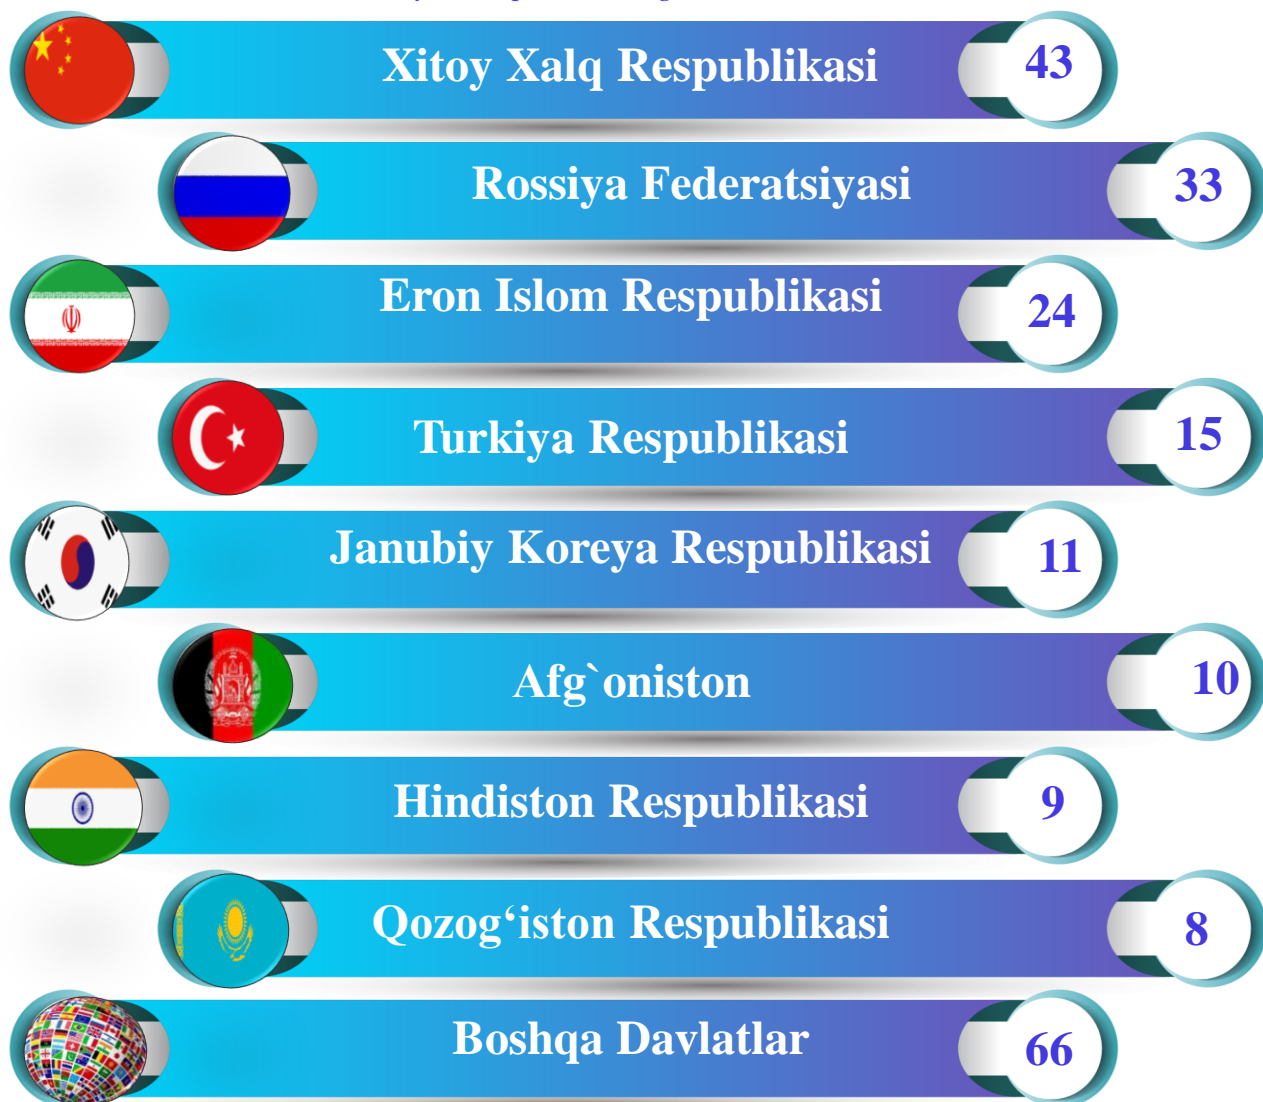 Xitoy Xalq Respublikasi 43
Rossiya Federatsiyasi 33
Eron Islom Respublikasi 24
Turkiya Respublikasi 15
Janubiy Koreya Respublikasi 11
Afg`oniston 10
Hindiston Respublikasi 9
Qozog‘iston Respublikasi 8
Boshqa Davlatlar 66